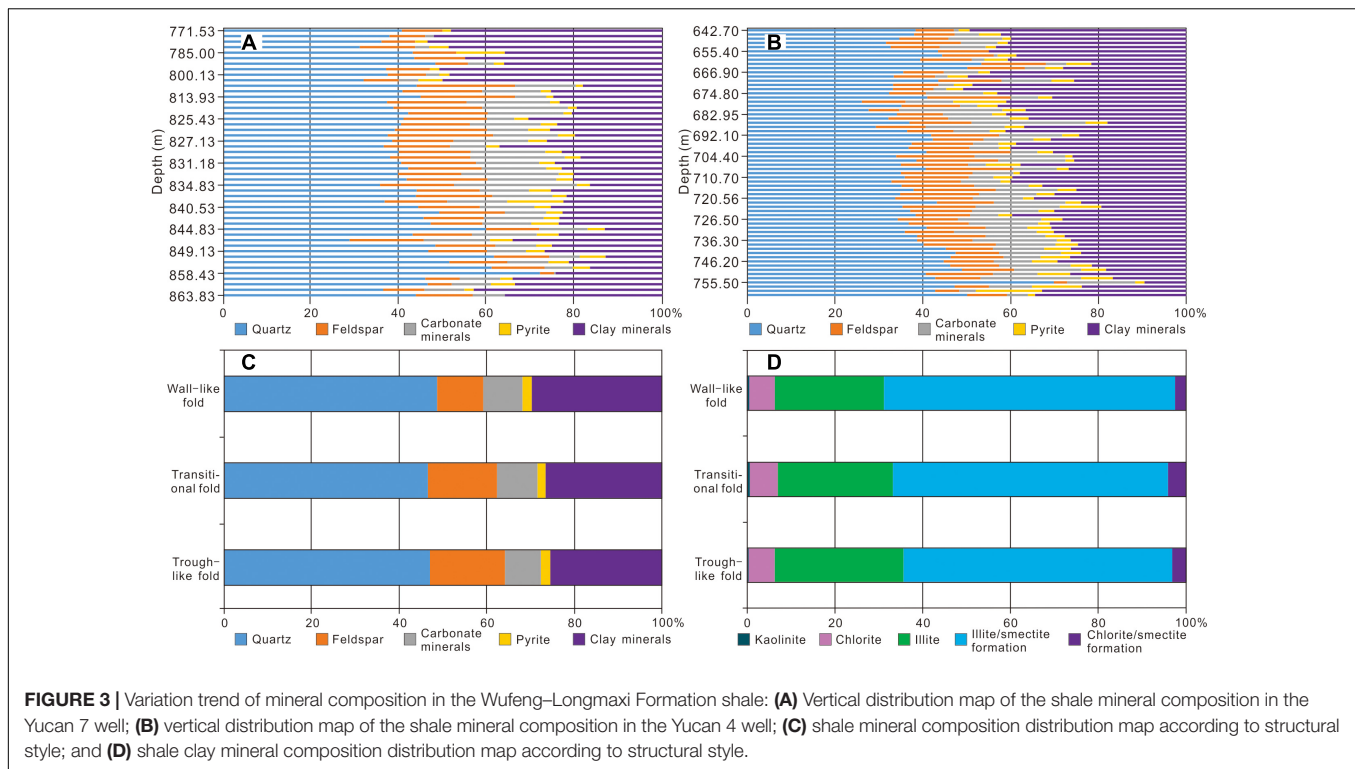 A
771.53
785.00
800.13
813.93
825.43
827.13
831.18
834.83
840.53
844.83
849.13
858.43
863.83
Depth (m)
0 20 40 60 80 100%
Quartz Feldspar Carbonate minerals Pyrite Clay minerals
B
642.70
655.40
666.90
674.80
682.95
692.10
704.40
710.70
720.56
726.50
736.30
746.20
755.50
Depth (m)
0 20 40 60 80 100%
Quartz Feldspar Carbonate minerals Pyrite Clay minerals
C
Wall-like
fold
Transiti-
onal fold
Trough-
like fold
0 20 40 60 80 100%
Quartz Feldspar Carbonate minerals Pyrite Clay minerals
D
Wall-like
fold
Transiti-
onal fold
Trough-
like fold
0 20 40 60 80 100%
Kaolinite Chlorite Illite Illite/smectite formation Chlorite/smectite formation
FIGURE 3 | Variation trend of mineral composition in the Wufeng–Longmaxi Formation shale: (A) Vertical distribution map of the shale mineral composition in the
Yucan 7 well; (B) vertical distribution map of the shale mineral composition in the Yucan 4 well; (C) shale mineral composition distribution map according to structural
style; and (D) shale clay mineral composition distribution map according to structural style.